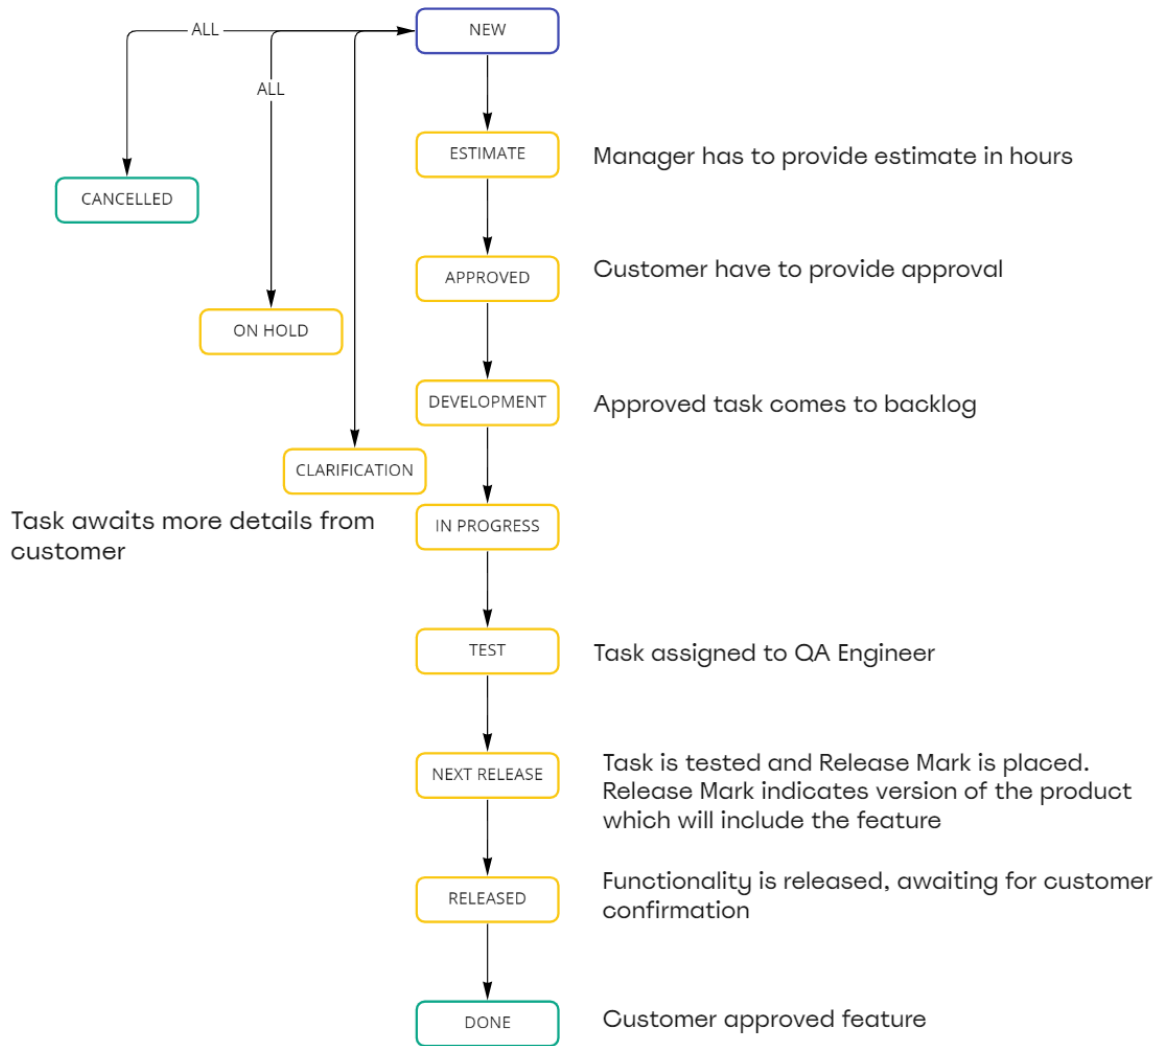 ALL
NEW
ALL
ESTIMATE
Manager has to provide estimate in hours
CANCELLED
APPROVED
Customer have to provide approval
ON HOLD
DEVELOPMENT
Approved task comes to backlog
CLARIFICATION
Task awaits more details from
customer
IN PROGRESS
TEST
Task assigned to QA Engineer
NEXT RELEASE
Task is tested and Release Mark is placed.
Release Mark indicates version of the product
which will include the feature
RELEASED
Functionality is released, awaiting for customer
confirmation
DONE
Customer approved feature